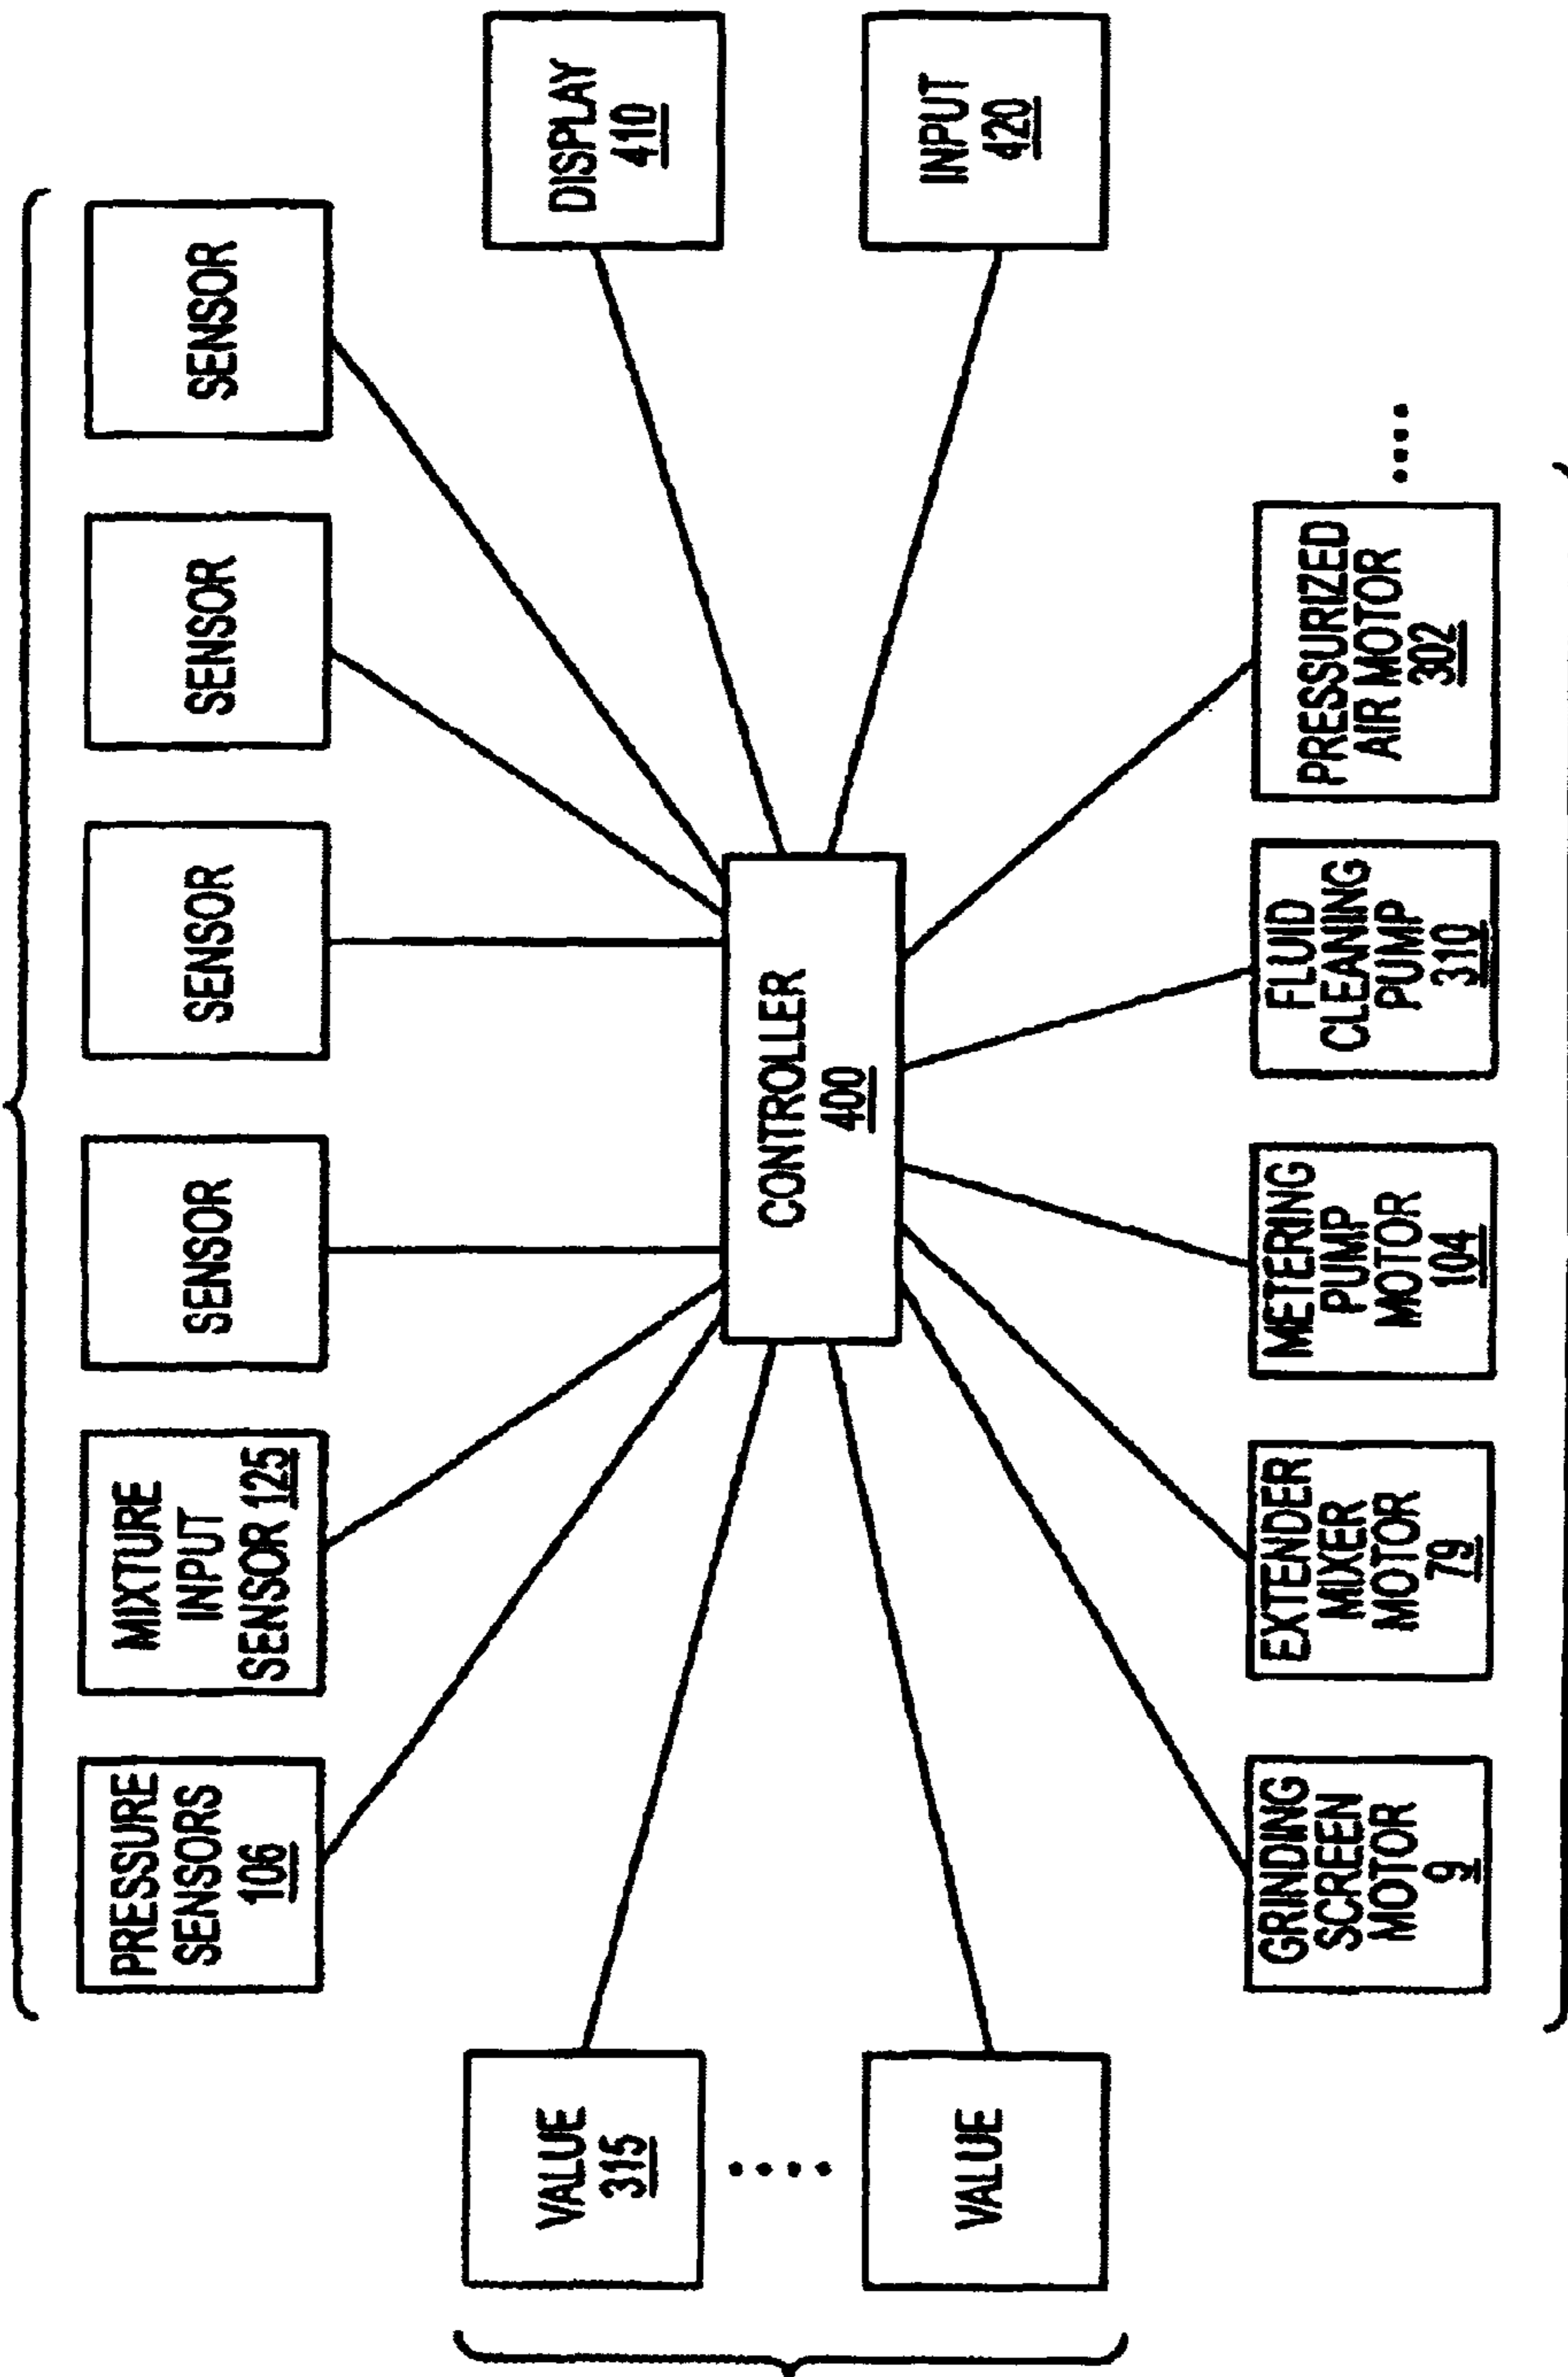 PRESSURE
SENSORS
106
MIXTURE
INPUT
SENSOR 125
SENSOR
SENSOR
SENSOR
SENSOR
VALUE
315
VALUE
CONTROLLER
400
DISPLAY
410
INPUT
420
GRINDING
SCREEN
MOTOR
9
EXTENDER
MIXER
MOTOR
79
METERING
PUMP
MOTOR
104
FLUID
CLEANING
PUMP
310
PRESSURIZED
AIR MOTOR
302